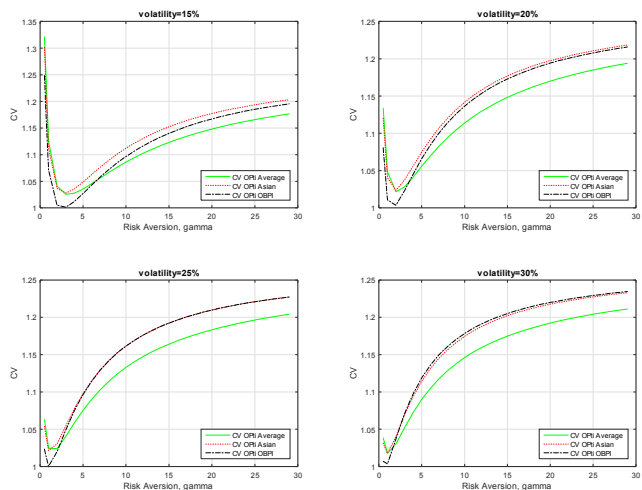 volatility=15%
CV
1.35
1.3
1.25
1.2
1.15
1.1
1.05
1
0 5 10 15 20 25 30
Risk Aversion, gamma
CV OPti Average
CV OPti Asian
CV OPti OBPI
volatility=20%
CV
1.25
1.2
1.15
1.1
1.05
1
0 5 10 15 20 25 30
Risk Aversion, gamma
CV OPti Average
CV OPti Asian
CV OPti OBPI
volatility=25%
CV
1.25
1.2
1.15
1.1
1.05
1
0 5 10 15 20 25 30
Risk Aversion, gamma
CV OPti Average
CV OPti Asian
CV OPti OBPI
volatility=30%
CV
1.25
1.2
1.15
1.1
1.05
1
0 5 10 15 20 25 30
Risk Aversion, gamma
CV OPti Average
CV OPti Asian
CV OPti OBPI